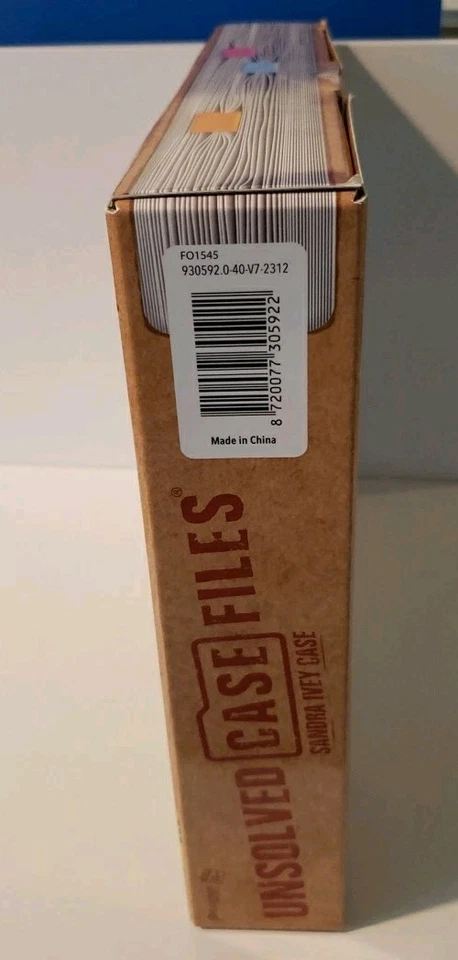 FO1545
930592.0-40-V7-2312
8 720077 305922
Made in China
UNSOLVED CASE FILES®
SANDRA IVEY CASE